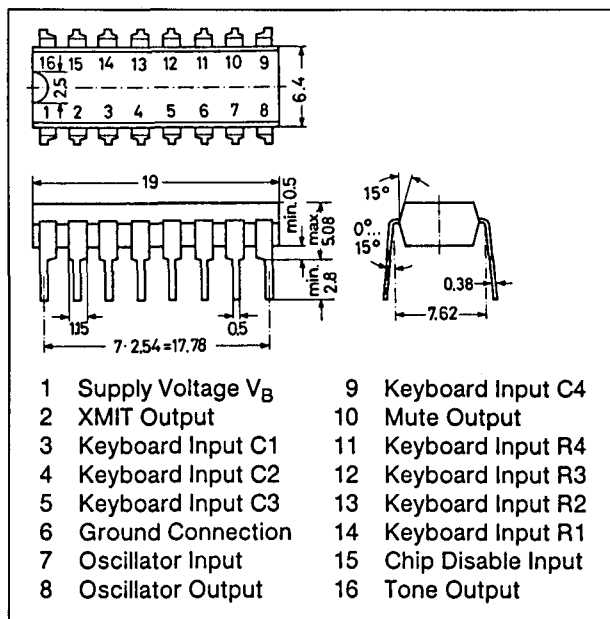 16 15 14 13 12 11 10 9
2.5
6.4
1 2 3 4 5 6 7 8
19
min. 0.5
max. 5.08
min. 2.8
1.15
0.5
7·2.54=17.78
15°
0°...
15°
0.38
7.62
1 Supply Voltage VB
2 XMIT Output
3 Keyboard Input C1
4 Keyboard Input C2
5 Keyboard Input C3
6 Ground Connection
7 Oscillator Input
8 Oscillator Output
9 Keyboard Input C4
10 Mute Output
11 Keyboard Input R4
12 Keyboard Input R3
13 Keyboard Input R2
14 Keyboard Input R1
15 Chip Disable Input
16 Tone Output